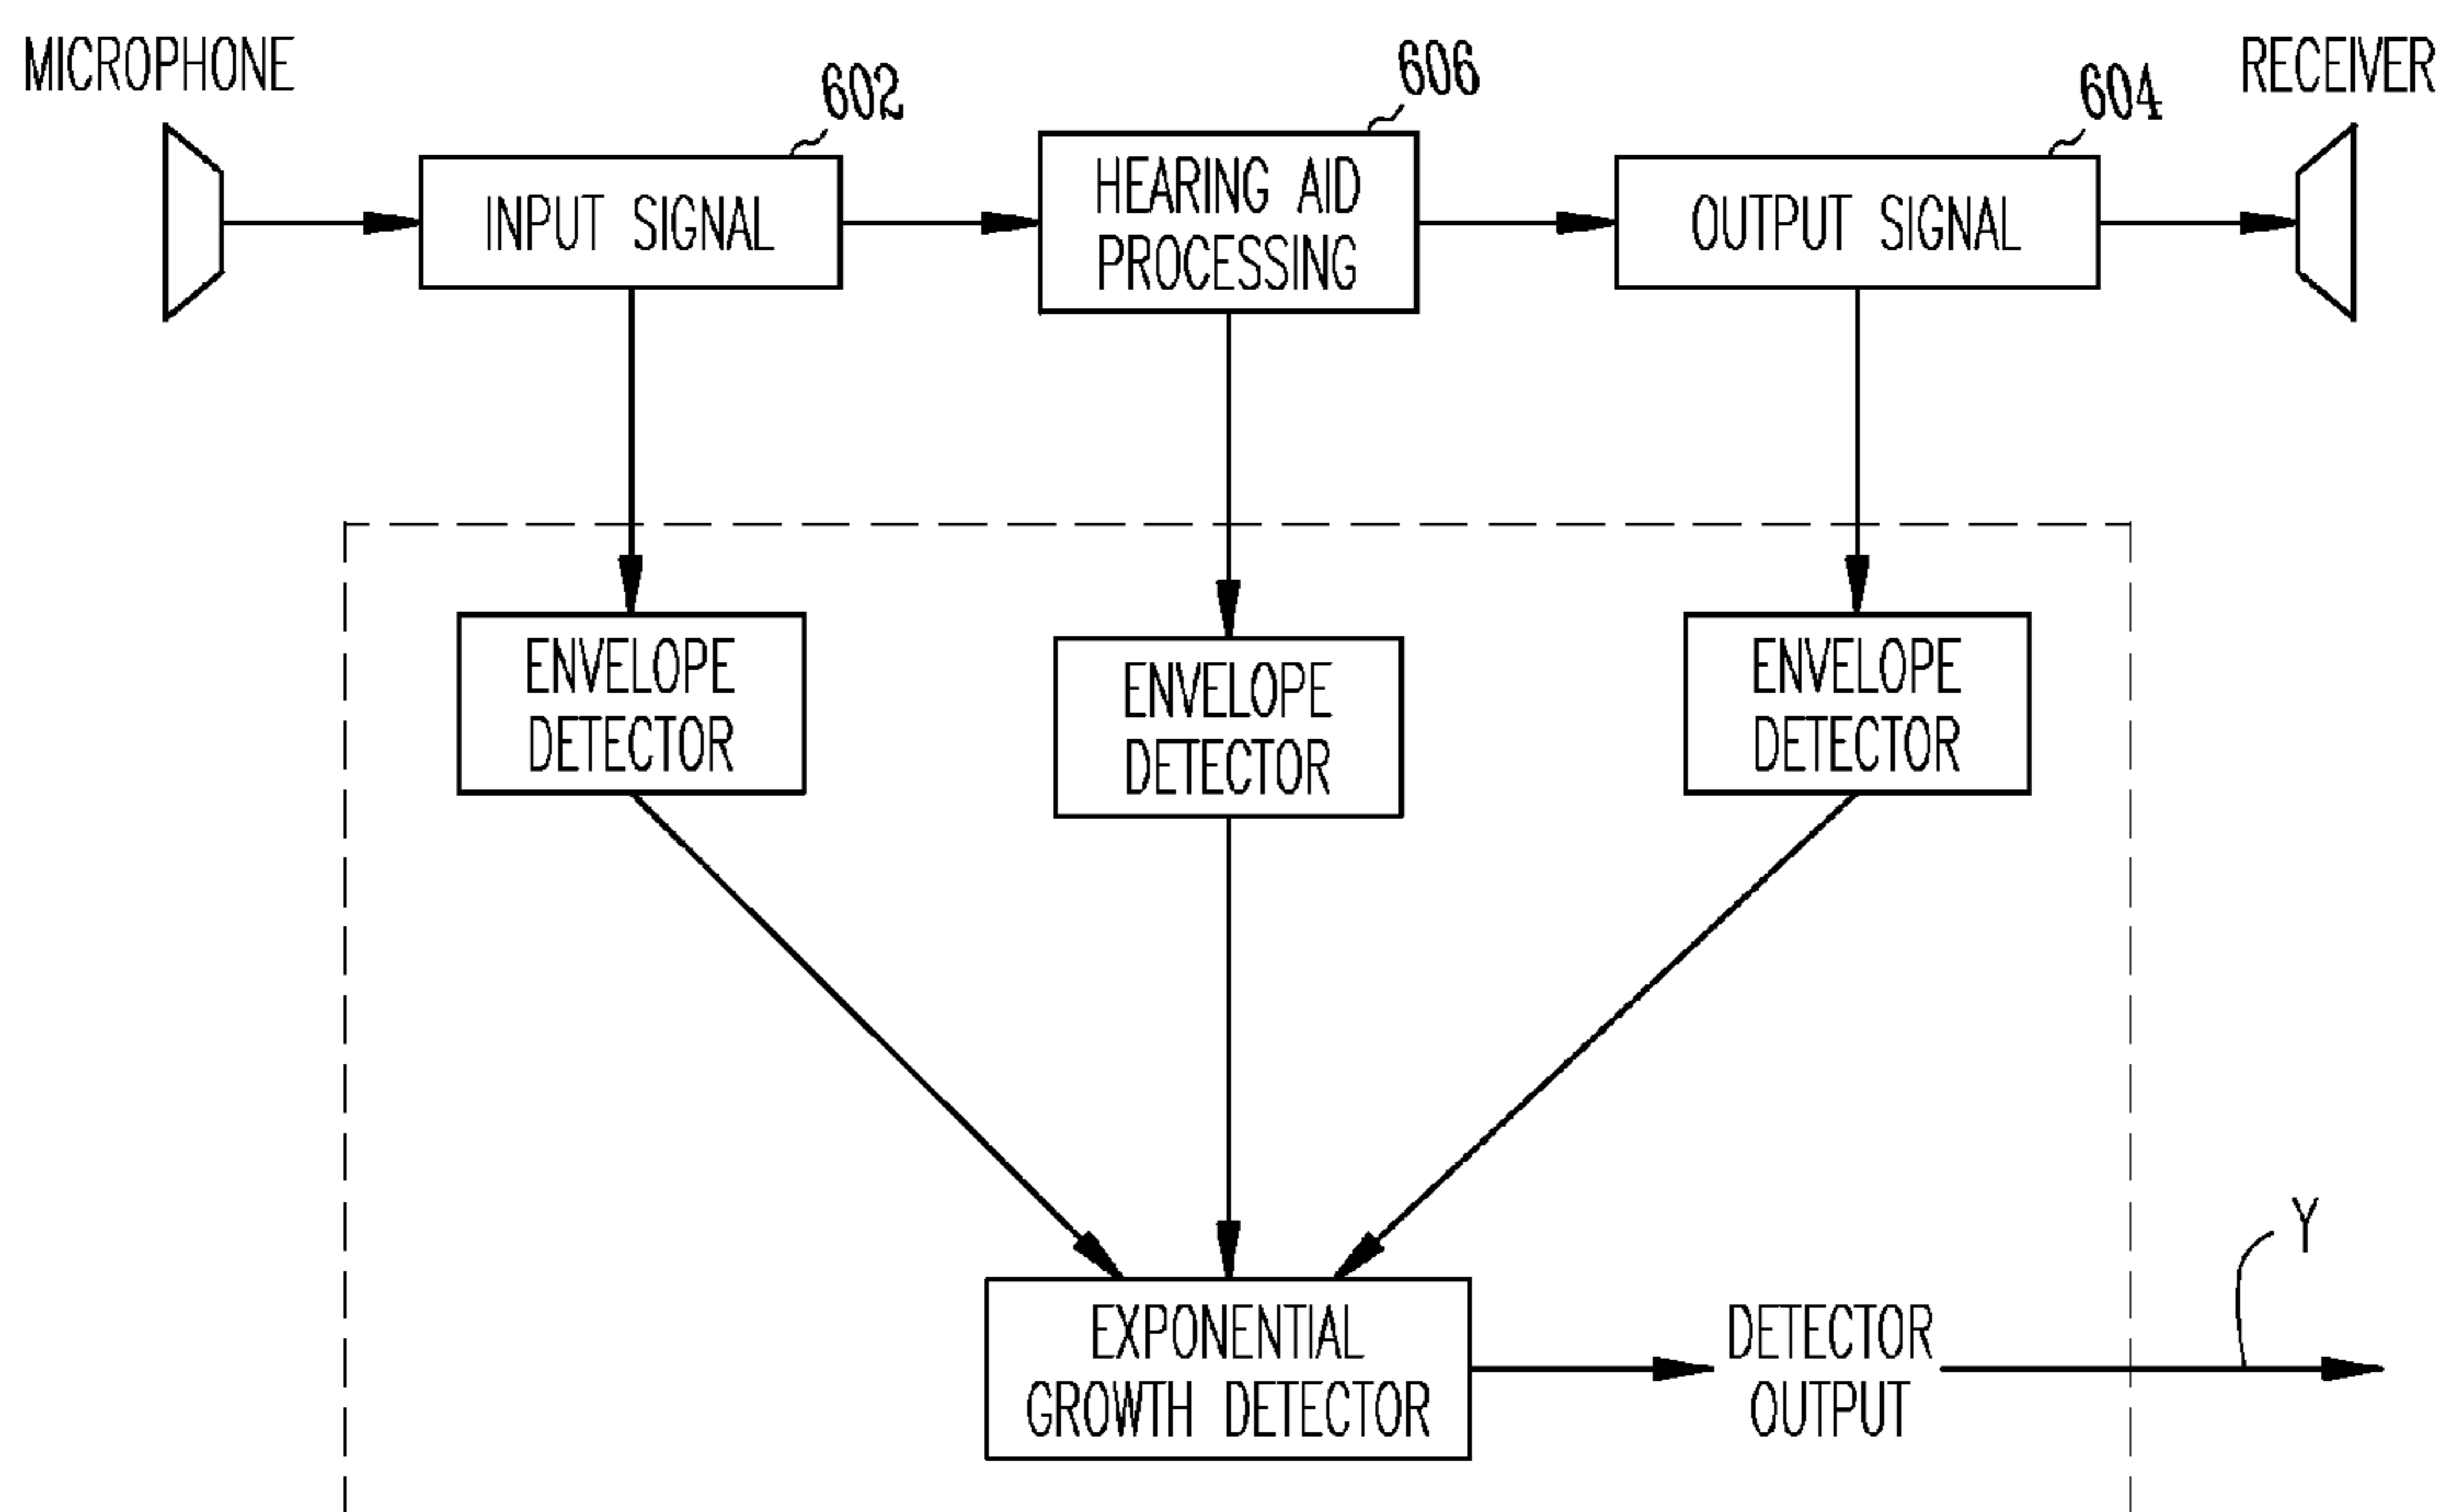 MICROPHONE
602
606
604
RECEIVER
INPUT SIGNAL
HEARING AID
PROCESSING
OUTPUT SIGNAL
ENVELOPE
DETECTOR
ENVELOPE
DETECTOR
ENVELOPE
DETECTOR
EXPONENTIAL
GROWTH DETECTOR
DETECTOR
OUTPUT
Y